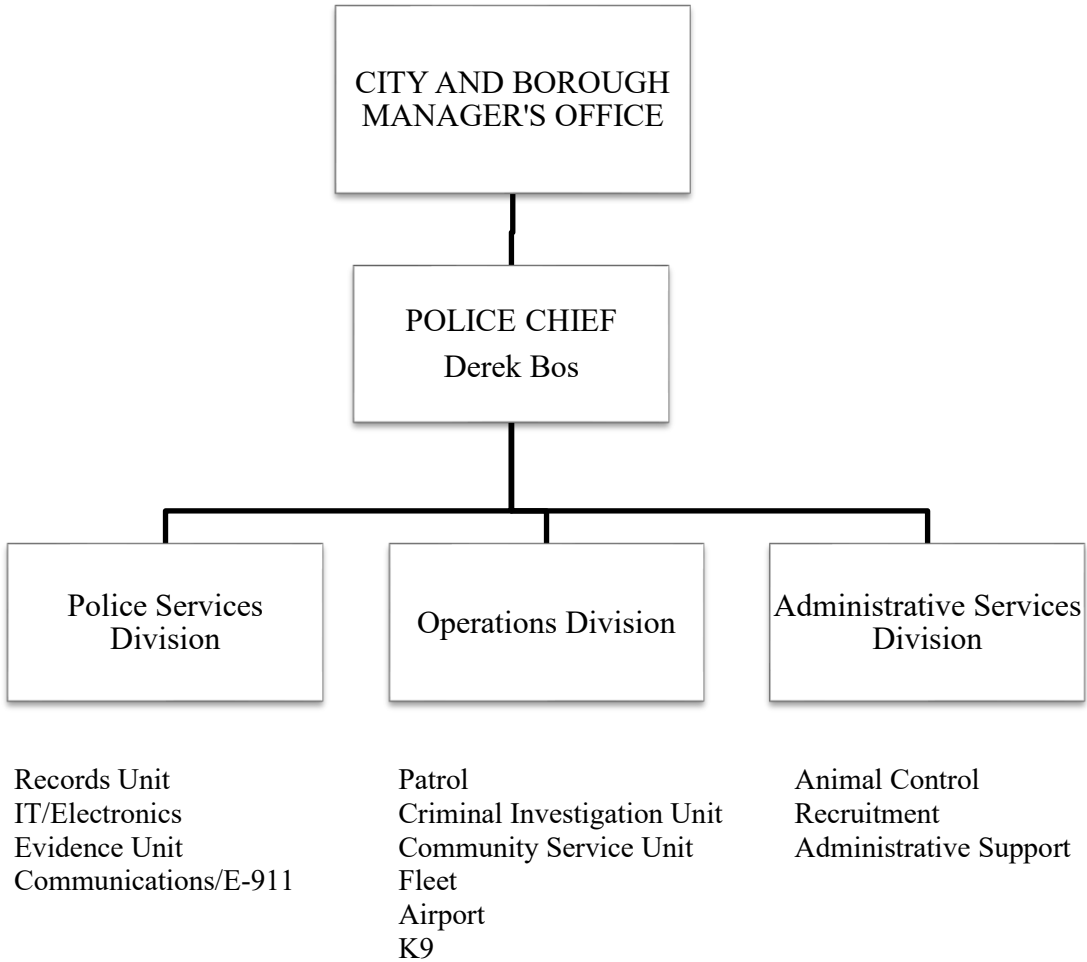 CITY AND BOROUGH
MANAGER'S OFFICE
POLICE CHIEF
Derek Bos
Police Services
Division
Operations Division
Administrative Services
Division
Records Unit
IT/Electronics
Evidence Unit
Communications/E-911
Patrol
Criminal Investigation Unit
Community Service Unit
Fleet
Airport
K9
Animal Control
Recruitment
Administrative Support